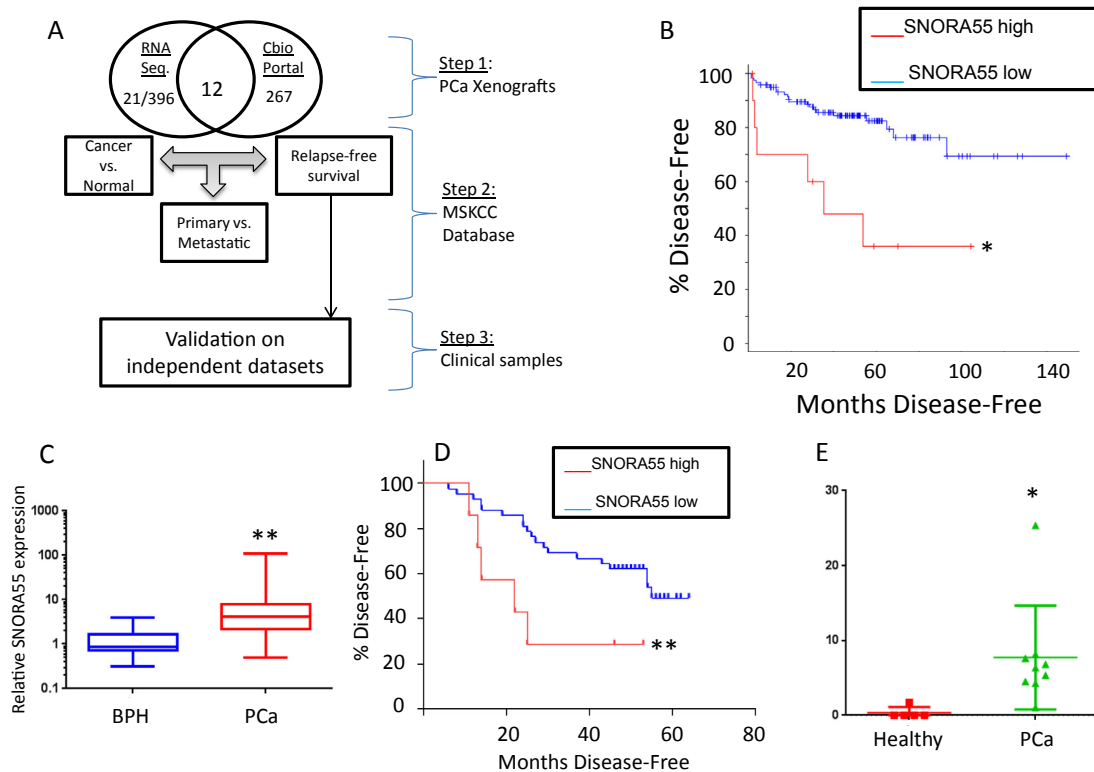 A
RNA
Seq.
21/396
12
Cbio
Portal
267
Cancer
vs.
Normal
Relapse-free
survival
Primary vs.
Metastatic
Validation on
independent datasets
Step 1:
PCa Xenografts
Step 2:
MSKCC
Database
Step 3:
Clinical samples
B
SNORA55 high
SNORA55 low
% Disease-Free
100
80
60
40
20
0
*
20 60 100 140
Months Disease-Free
C
Relative SNORA55 expression
1000
100
10
1
0.1
**
BPH PCa
D
SNORA55 high
SNORA55 low
% Disease-Free
100
80
60
40
20
0
**
20 40 60 80
Months Disease-Free
E
30
20
10
0
*
Healthy PCa